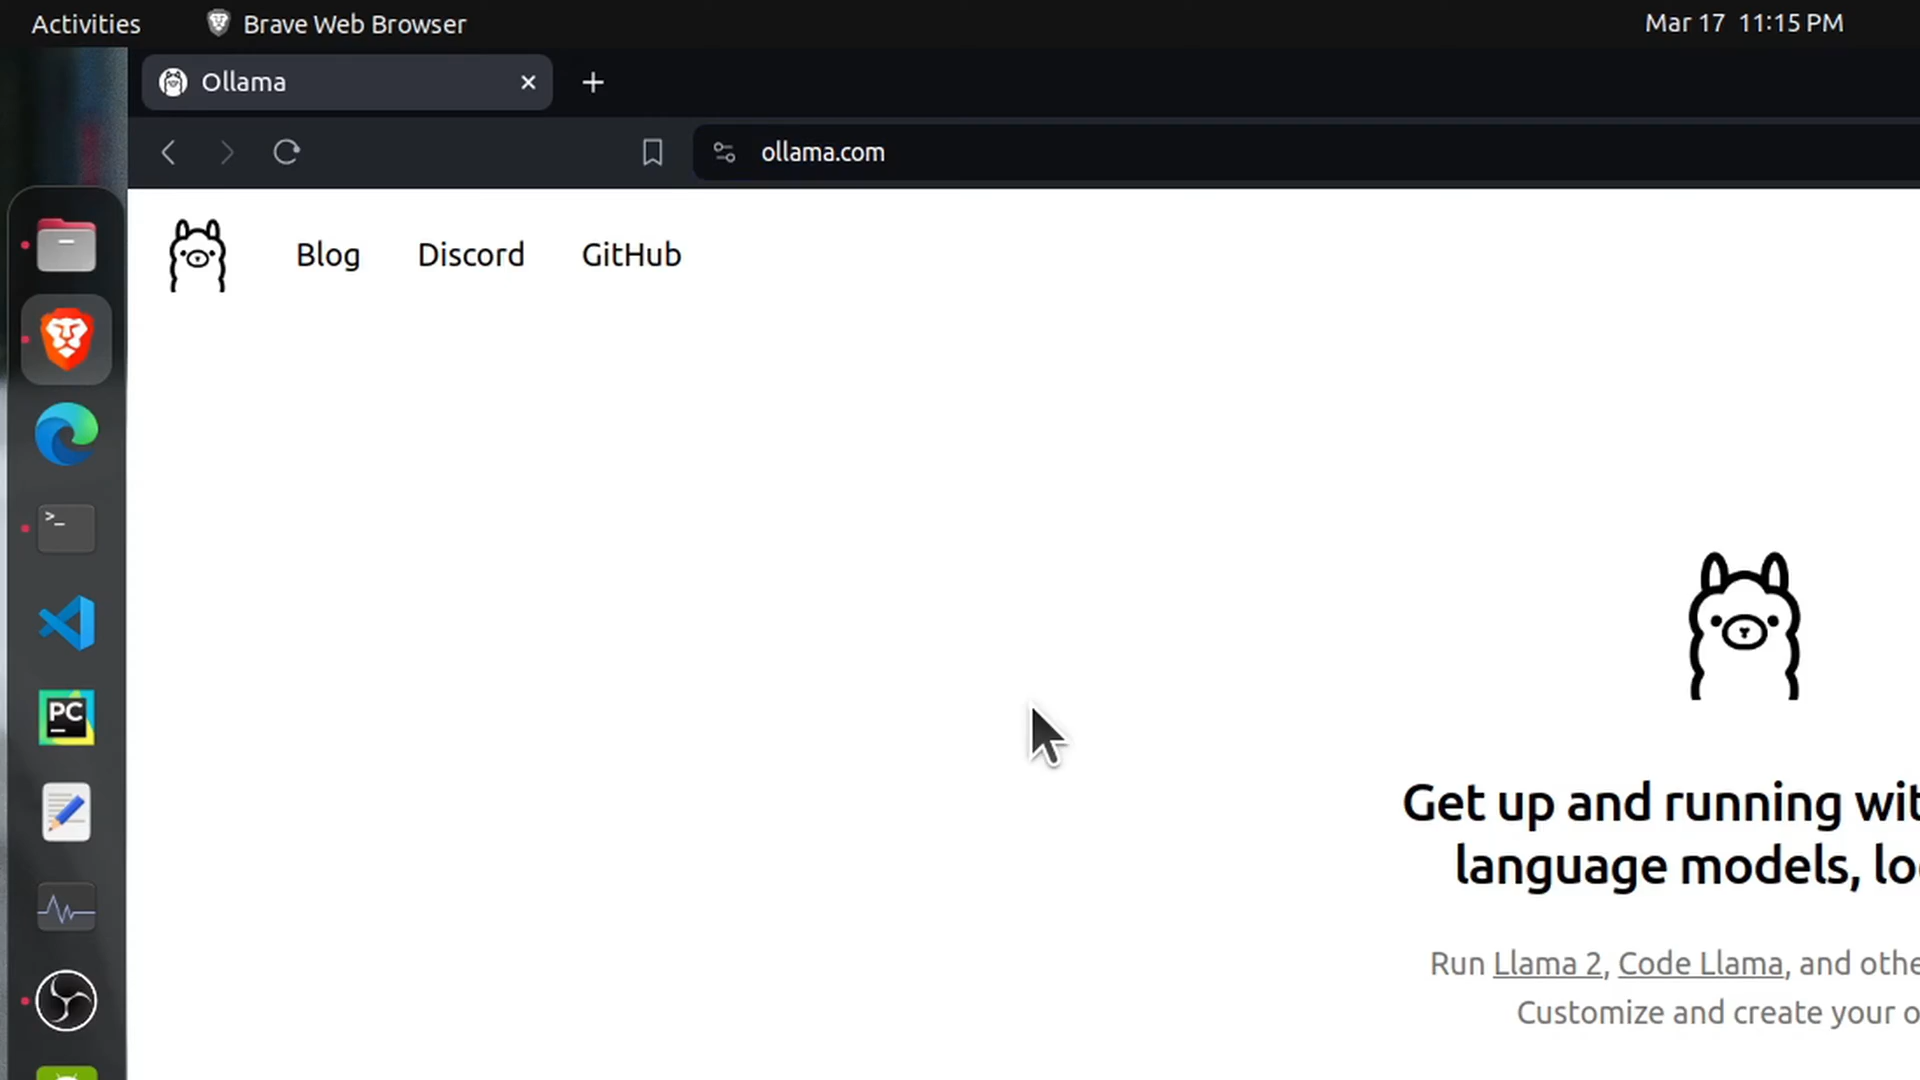 Activities
Brave Web Browser
Mar 17 11:15 PM
Ollama
ollama.com
Blog
Discord
GitHub
>_
PC
Get up and running wit
language models, lo
Run Llama 2, Code Llama, and othe
Customize and create your o